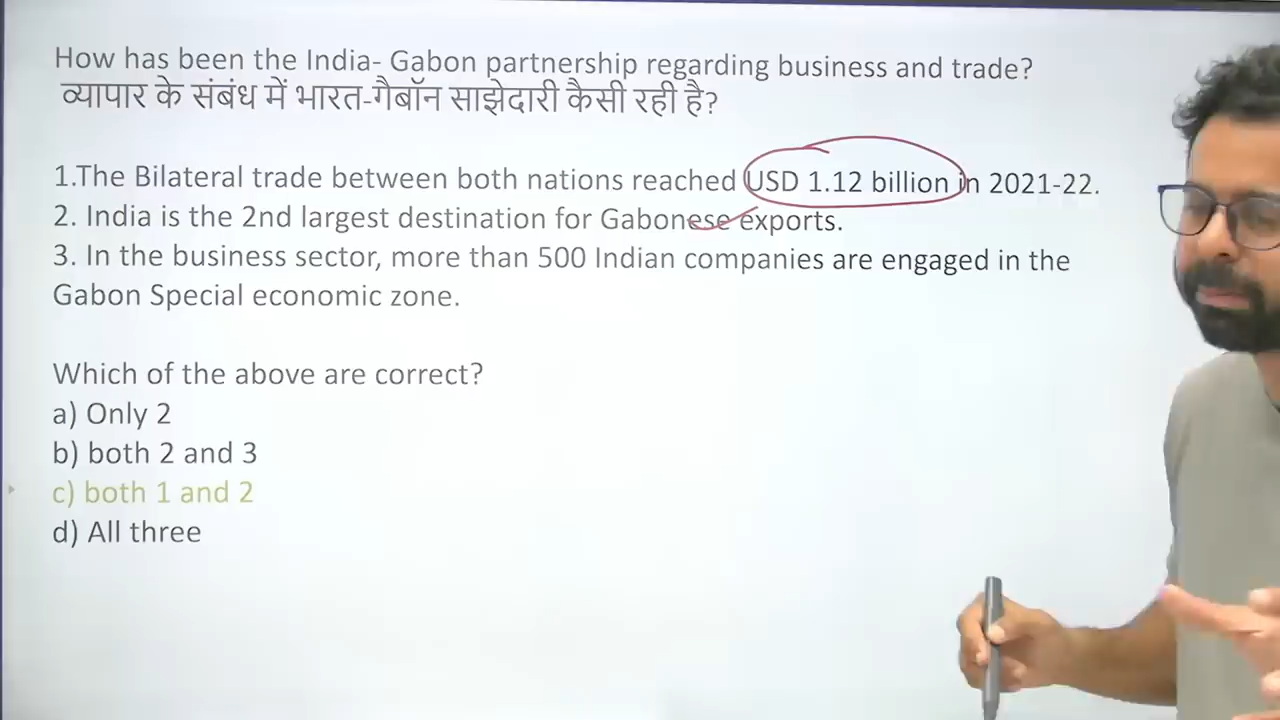 How has been the India- Gabon partnership regarding business and trade?
व्यापार के संबंध में भारत-गैबॉन साझेदारी कैसी रही है?
1.The Bilateral trade between both nations reached USD 1.12 billion in 2021-22.
2. India is the 2nd largest destination for Gabonese exports.
3. In the business sector, more than 500 Indian companies are engaged in the
Gabon Special economic zone.
Which of the above are correct?
a) Only 2
b) both 2 and 3
c) both 1 and 2
d) All three